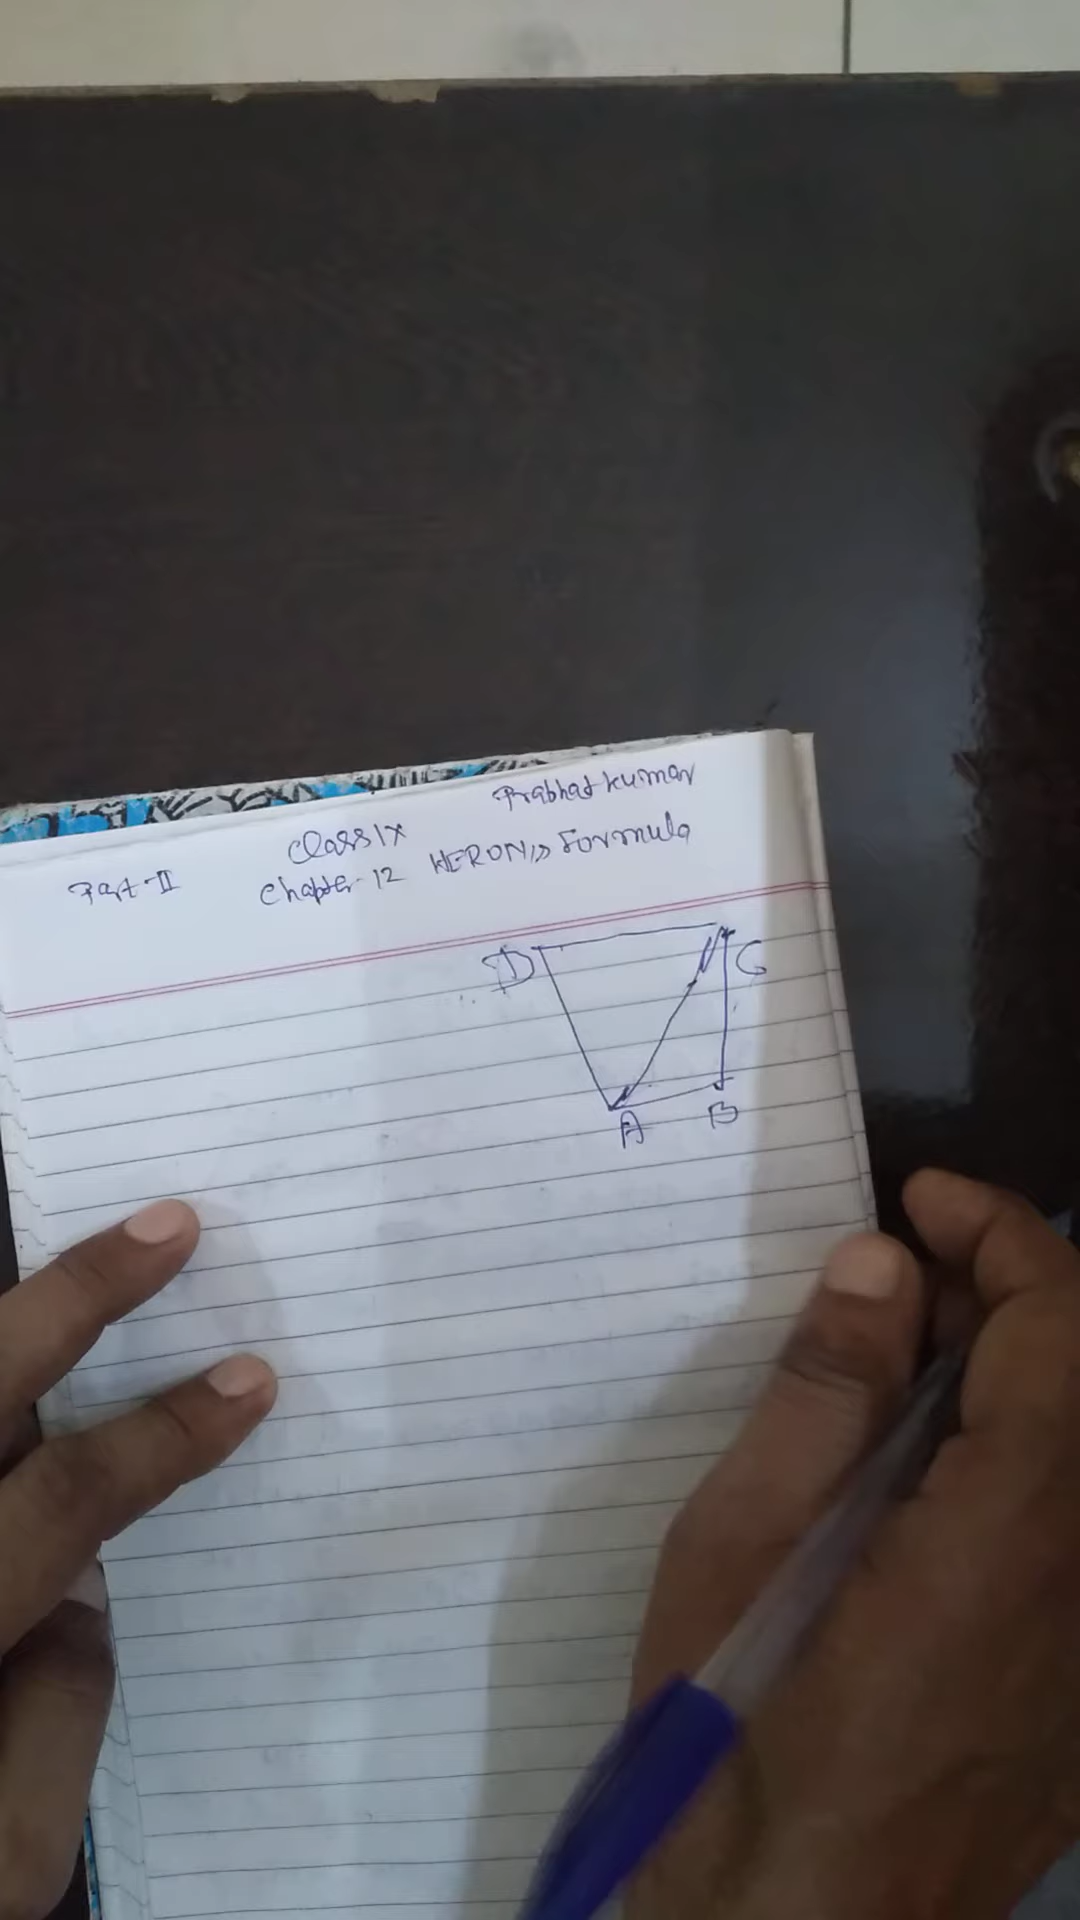 Prabhat kumar
Class IX
Part-II Chapter-12 HERON'S Formula
D C
A B